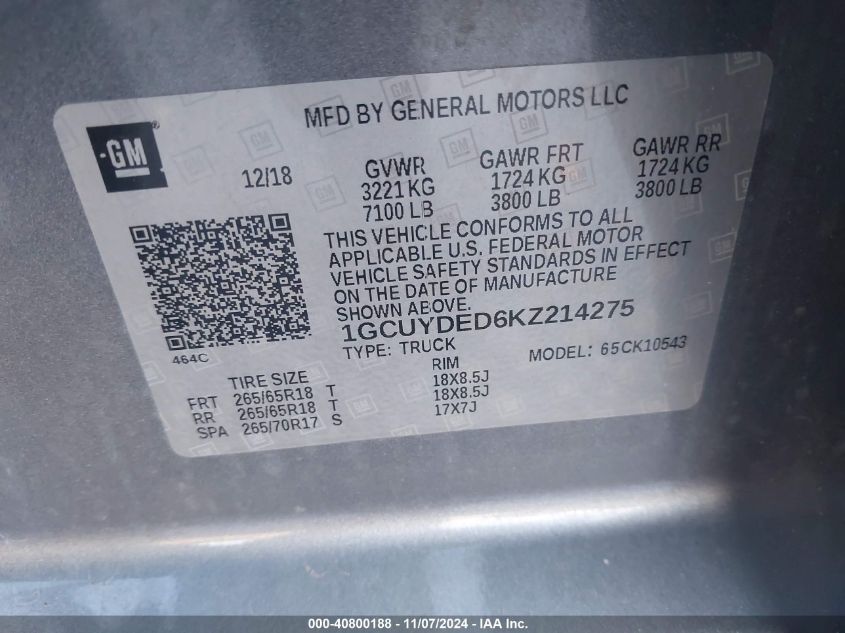 MFD BY GENERAL MOTORS LLC
GM
®
12/18
GVWR
3221 KG
7100 LB
GAWR FRT
1724 KG
3800 LB
GAWR RR
1724 KG
3800 LB
THIS VEHICLE CONFORMS TO ALL
APPLICABLE U.S. FEDERAL MOTOR
VEHICLE SAFETY STANDARDS IN EFFECT
ON THE DATE OF MANUFACTURE
SHOWN ABOVE.
1GCUYDED6KZ214275
464C
TYPE: TRUCK
MODEL: 65CK10543
TIRE SIZE
RIM
FRT 265/65R18 T 18X8.5J
RR 265/65R18 T 18X8.5J
SPA 265/70R17 S 17X7J
000-40800188 - 11/07/2024 - IAA Inc.